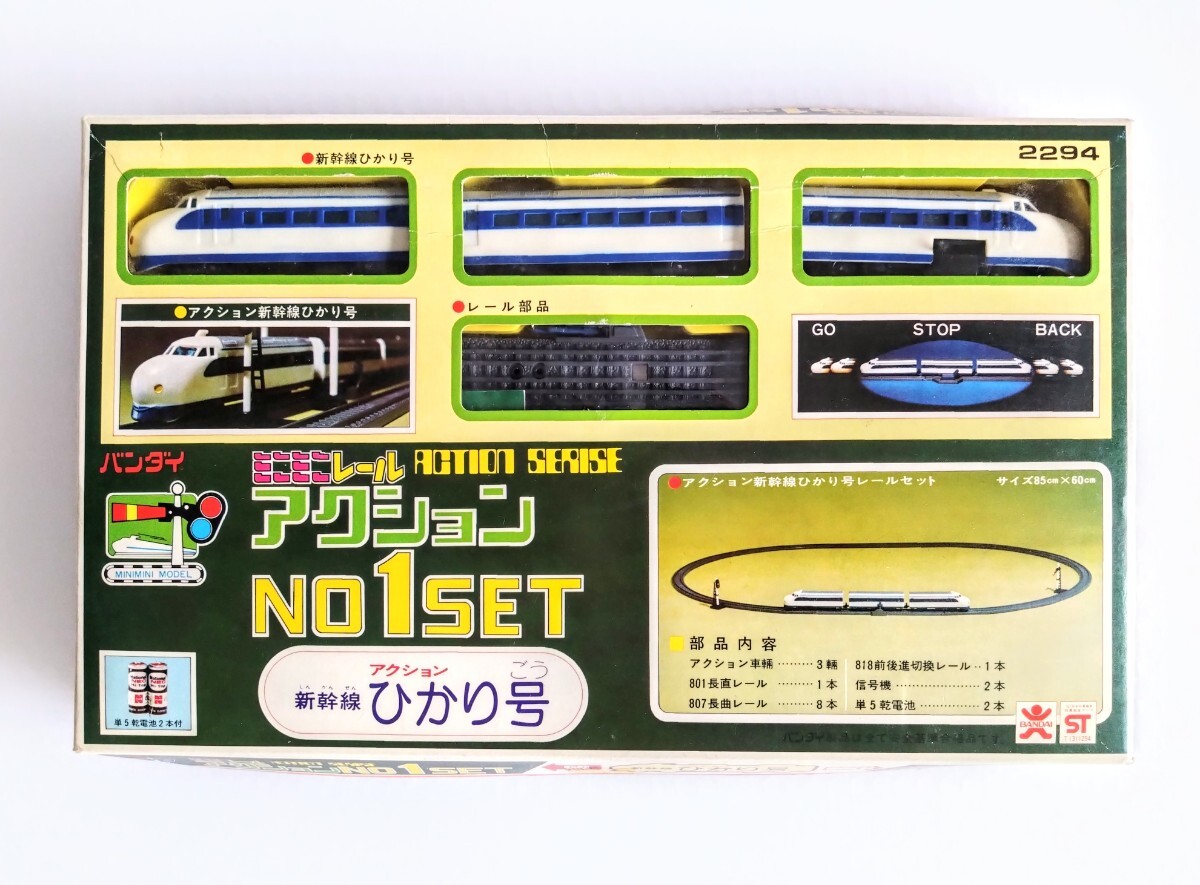 ●新幹線ひかり号
2294
●アクション新幹線ひかり号
●レール部品
GO STOP BACK
バンダイ
ミニミニレール ACTION SERISE
アクション
NO1SET
MINIMINI MODEL
単5乾電池2本付
アクション
しんかんせん
ごう
新幹線 ひかり号
●アクション新幹線ひかり号レールセット サイズ85cm×60cm
■部品内容
アクション車輛………3輛
801長直レール………1本
807長曲レール………8本
818前後進切換レール‥1本
信号機…………………2本
単5乾電池……………2本
BANDAI
ST
NO1SET